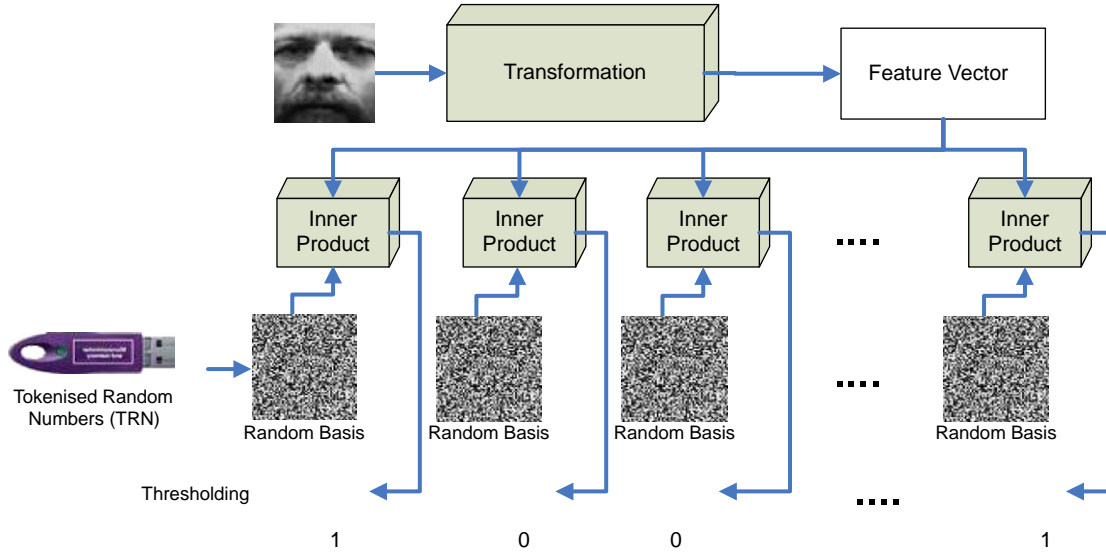 Transformation
Feature Vector
Inner
Product
Inner
Product
Inner
Product
Inner
Product
....
Tokenised Random
Numbers (TRN)
....
Random Basis
Random Basis
Random Basis
Random Basis
Thresholding
....
1
0
0
1